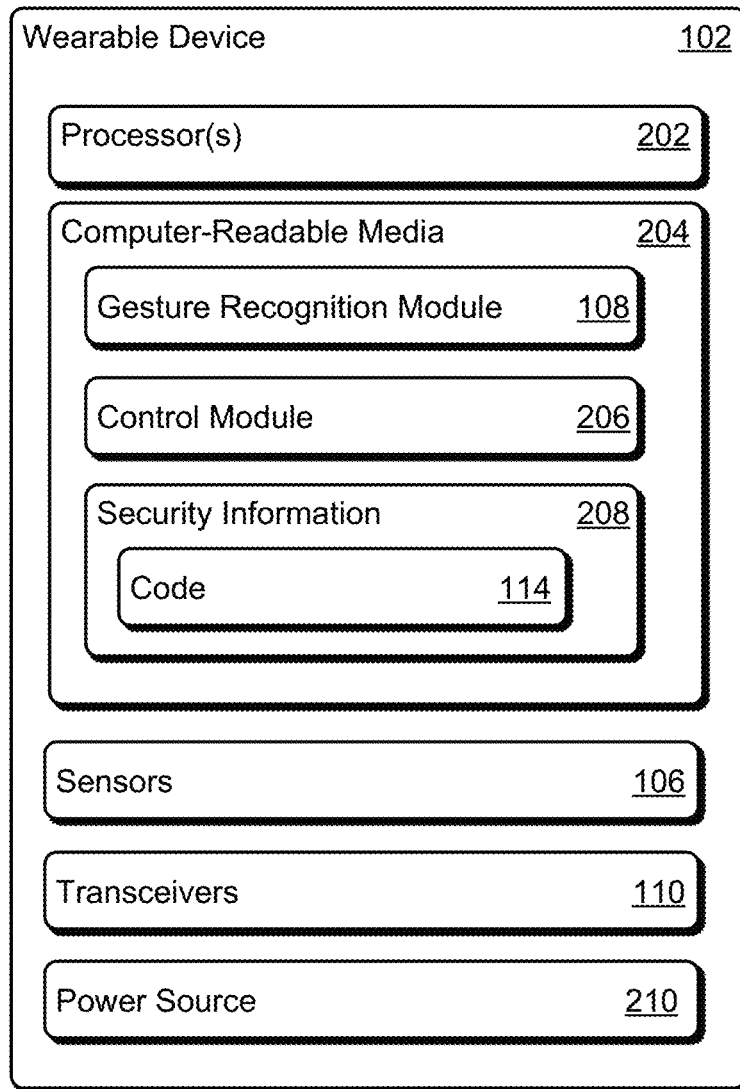 Wearable Device 102
Processor(s) 202
Computer-Readable Media 204
Gesture Recognition Module 108
Control Module 206
Security Information 208
Code 114
Sensors 106
Transceivers 110
Power Source 210